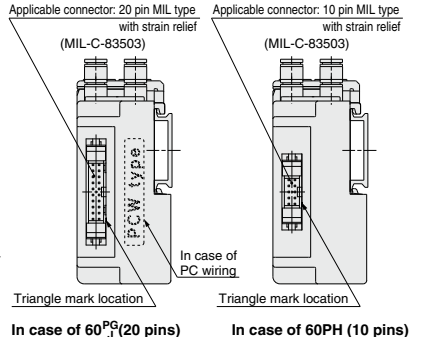 Applicable connector: 20 pin MIL type
with strain relief
(MIL-C-83503)
PCW type
In case of
PC wiring
Triangle mark location
In case of 60PG J(20 pins)
Applicable connector: 10 pin MIL type
with strain relief
(MIL-C-83503)
Triangle mark location
In case of 60PH (10 pins)